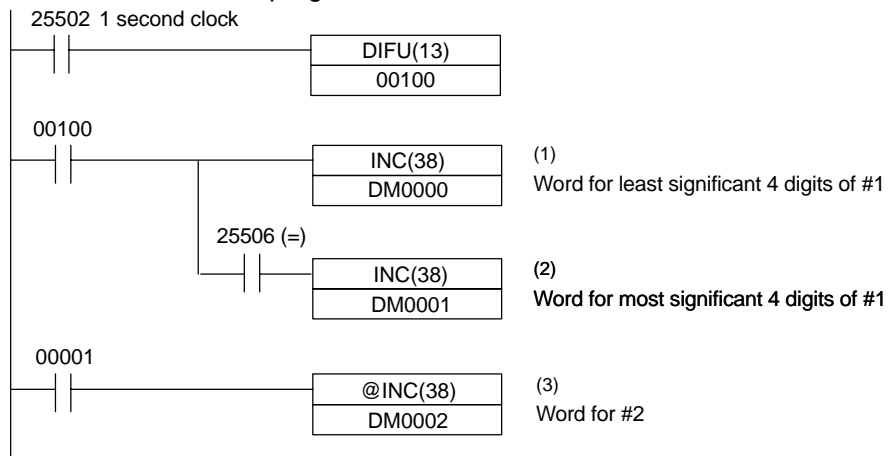 25502 1 second clock
DIFU(13)
00100
00100
INC(38)
DM0000
(1)
Word for least significant 4 digits of #1
25506 (=)
INC(38)
DM0001
(2)
Word for most significant 4 digits of #1
00001
@INC(38)
DM0002
(3)
Word for #2